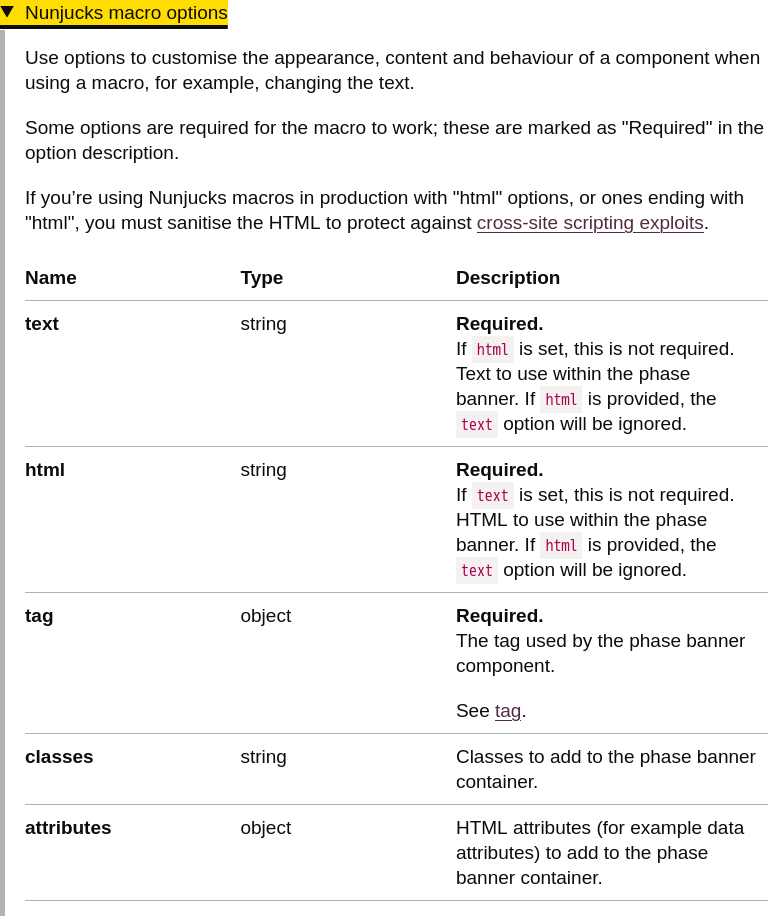 Nunjucks macro options
Use options to customise the appearance, content and behaviour of a component when
using a macro, for example, changing the text.
Some options are required for the macro to work; these are marked as "Required" in the
option description.
If you’re using Nunjucks macros in production with "html" options, or ones ending with
"html", you must sanitise the HTML to protect against cross-site scripting exploits.
Name Type Description
text string Required.
If html is set, this is not required.
Text to use within the phase
banner. If html is provided, the
text option will be ignored.
html string Required.
If text is set, this is not required.
HTML to use within the phase
banner. If html is provided, the
text option will be ignored.
tag object Required.
The tag used by the phase banner
component.
See tag.
classes string Classes to add to the phase banner
container.
attributes object HTML attributes (for example data
attributes) to add to the phase
banner container.